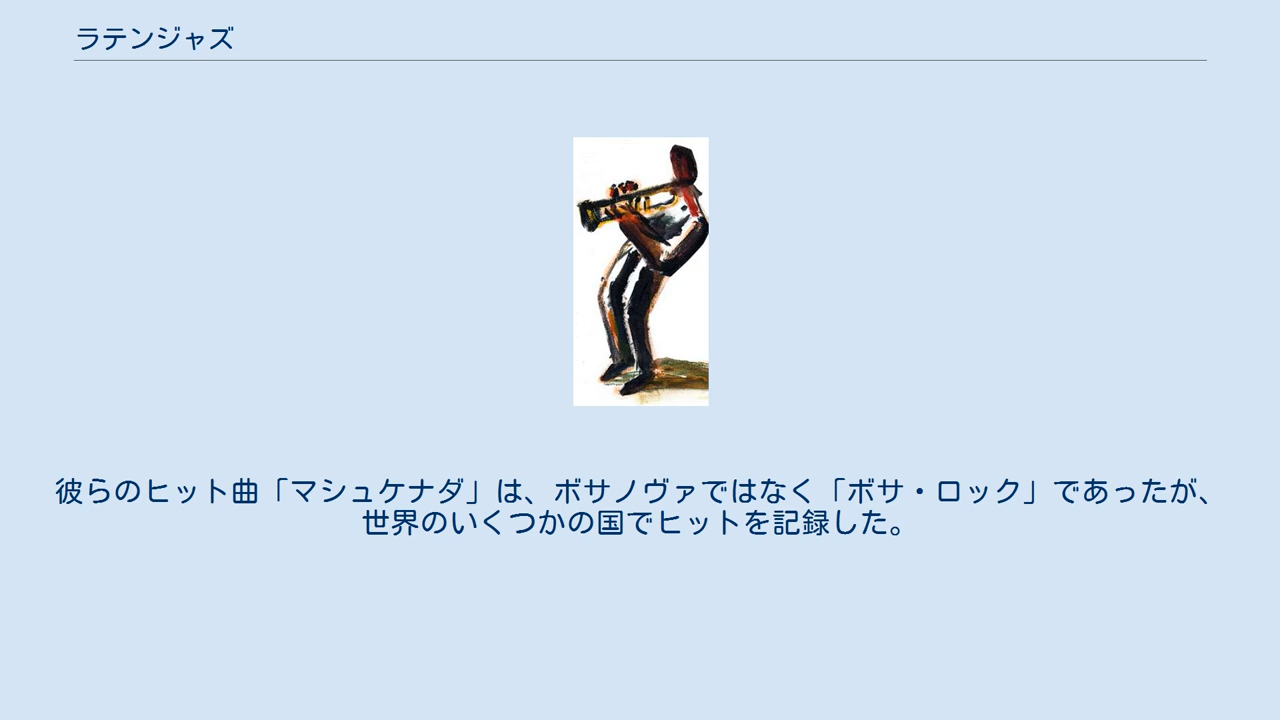 ラテンジャズ
彼らのヒット曲「マシュケナダ」は、ボサノヴァではなく「ボサ・ロック」であったが、
世界のいくつかの国でヒットを記録した。